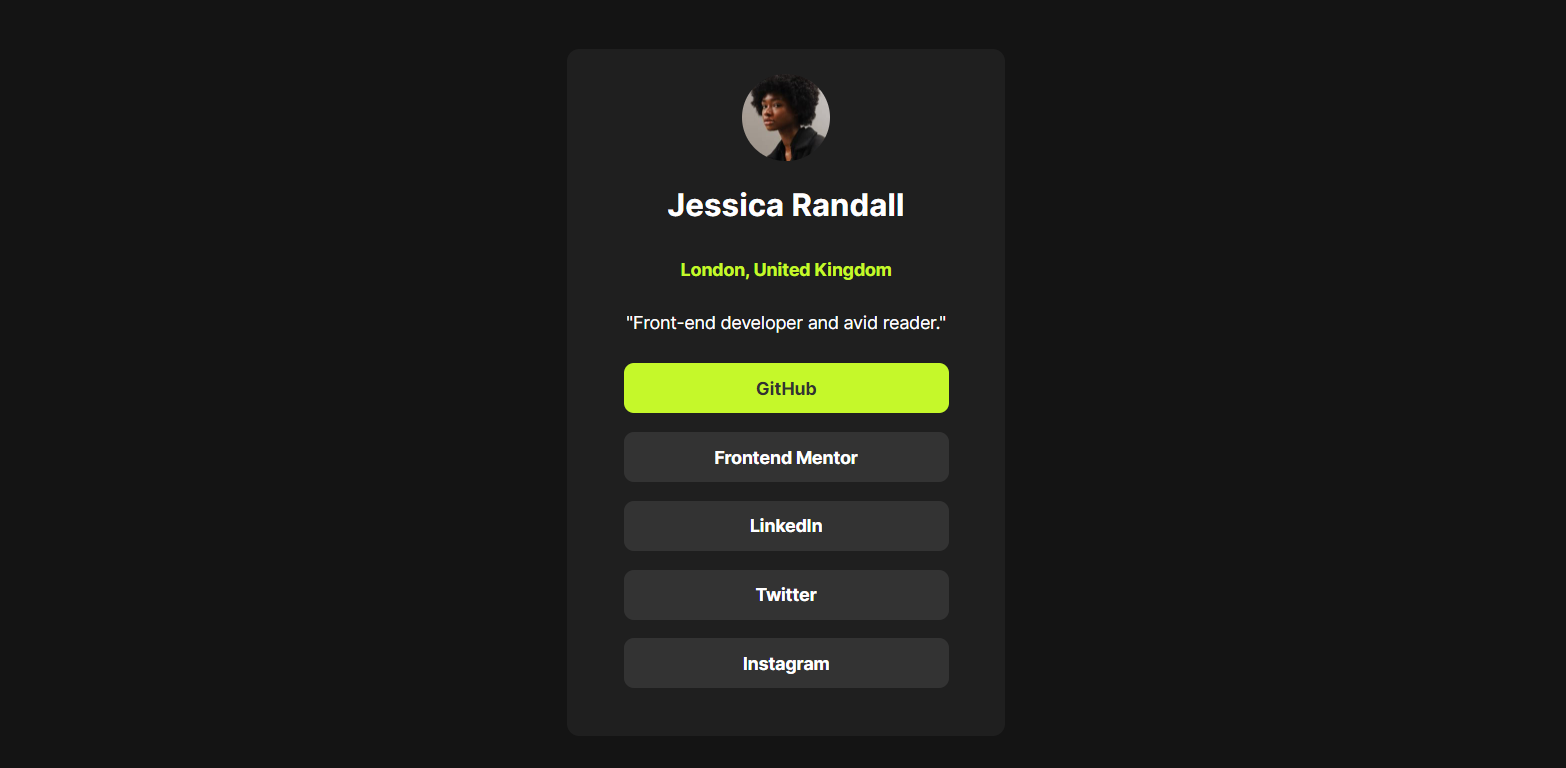 Jessica Randall
London, United Kingdom
"Front-end developer and avid reader."
GitHub
Frontend Mentor
LinkedIn
Twitter
Instagram